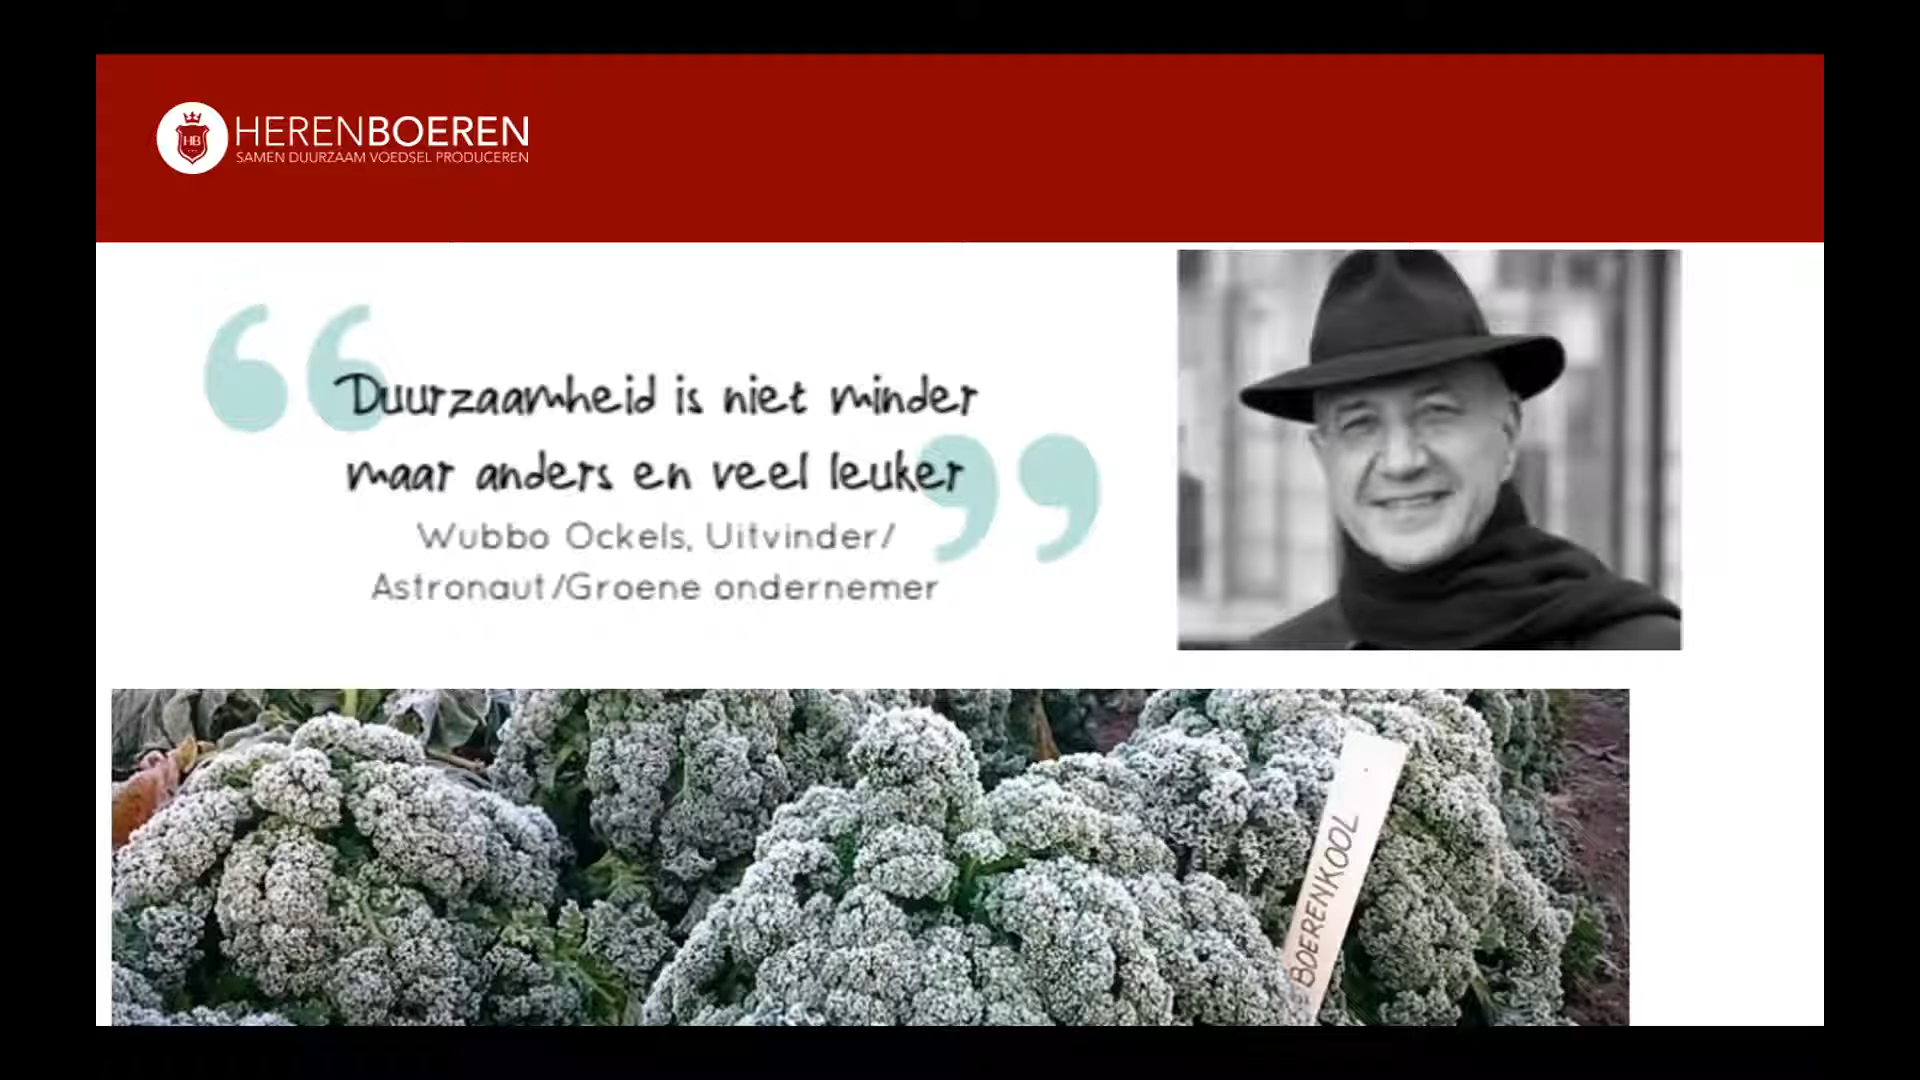 HB
HERENBOEREN
SAMEN DUURZAAM VOEDSEL PRODUCEREN
“Duurzaamheid is niet minder
maar anders en veel leuker”
Wubbo Ockels, Uitvinder/
Astronaut/Groene ondernemer
BOERENKOOL